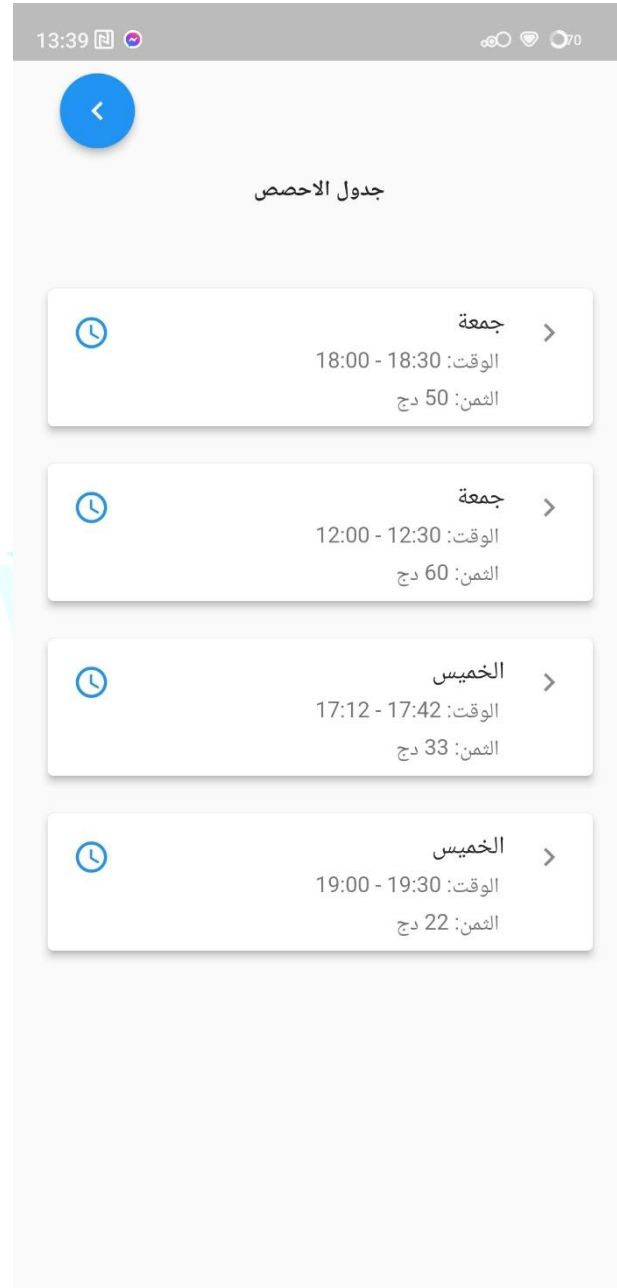 13:39
70
جدول الاحصص
جمعة
الوقت: 18:30 - 18:00
الثمن: 50 دج
جمعة
الوقت: 12:30 - 12:00
الثمن: 60 دج
الخميس
الوقت: 17:42 - 17:12
الثمن: 33 دج
الخميس
الوقت: 19:30 - 19:00
الثمن: 22 دج